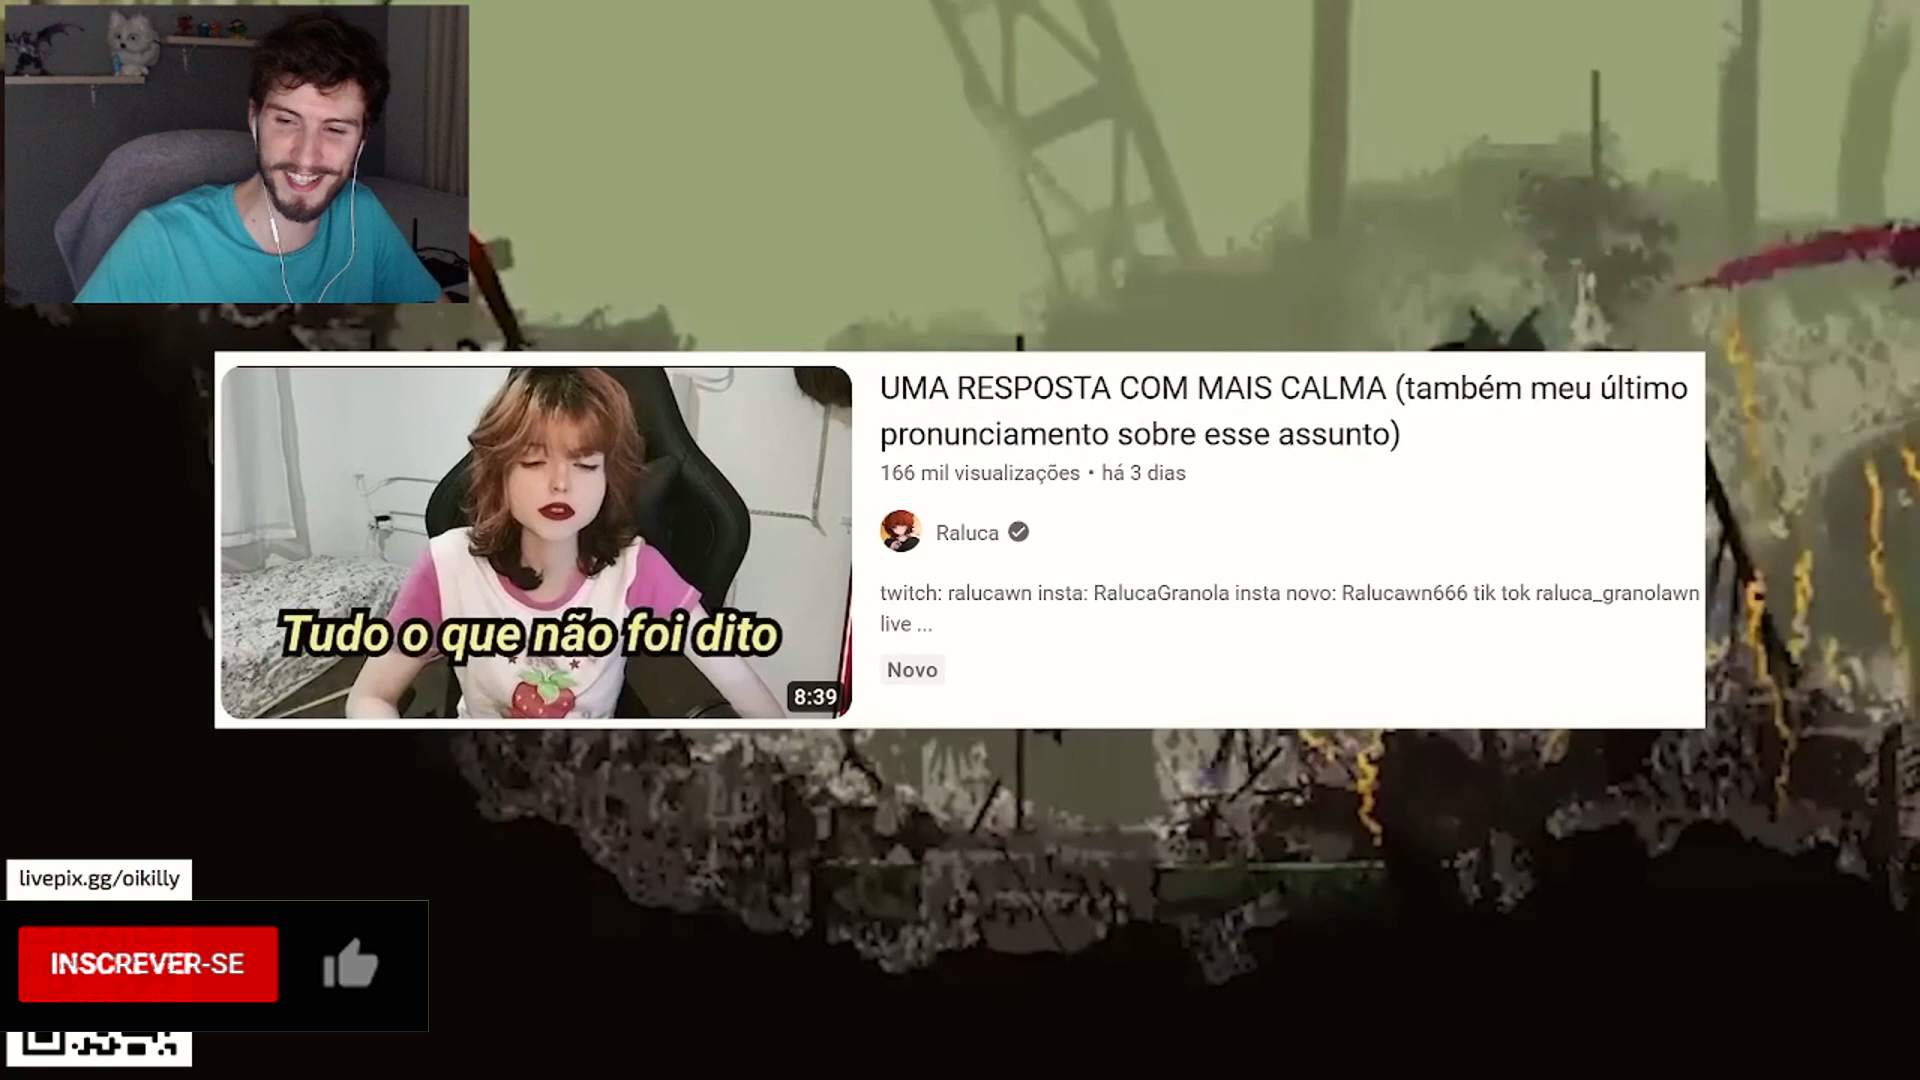 UMA RESPOSTA COM MAIS CALMA (também meu último
pronunciamento sobre esse assunto)
166 mil visualizações • há 3 dias
Raluca
twitch: ralucawn insta: RalucaGranola insta novo: Ralucawn666 tik tok raluca_granolawn
live ...
Novo
Tudo o que não foi dito
8:39
livepix.gg/oikilly
INSCREVER-SE